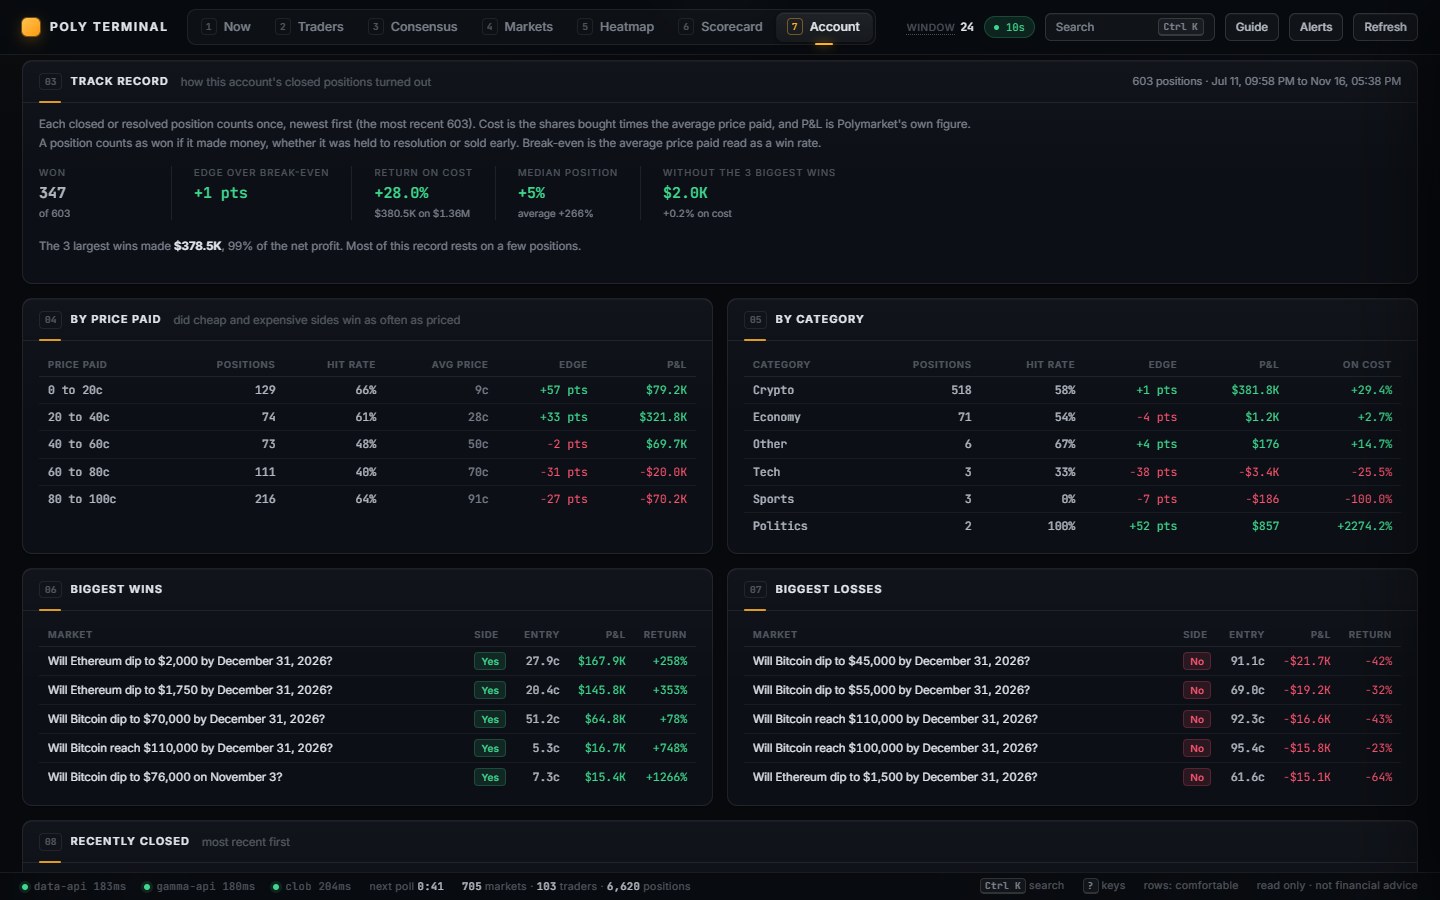 POLY TERMINAL 1 Now 2 Traders 3 Consensus 4 Markets 5 Heatmap 6 Scorecard 7 Account WINDOW 24 10s Search Ctrl K Guide Alerts Refresh
03 TRACK RECORD how this account's closed positions turned out 603 positions · Jul 11, 09:58 PM to Nov 16, 05:38 PM
Each closed or resolved position counts once, newest first (the most recent 603). Cost is the shares bought times the average price paid, and P&L is Polymarket's own figure.
A position counts as won if it made money, whether it was held to resolution or sold early. Break-even is the average price paid read as a win rate.
WON EDGE OVER BREAK-EVEN RETURN ON COST MEDIAN POSITION WITHOUT THE 3 BIGGEST WINS
347 +1 pts +28.0% +5% $2.0K
of 603 $380.5K on $1.36M average +266% +0.2% on cost
The 3 largest wins made $378.5K, 99% of the net profit. Most of this record rests on a few positions.
04 BY PRICE PAID did cheap and expensive sides win as often as priced
PRICE PAID POSITIONS HIT RATE AVG PRICE EDGE P&L
0 to 20c 129 66% 9c +57 pts $79.2K
20 to 40c 74 61% 28c +33 pts $321.8K
40 to 60c 73 48% 50c -2 pts $69.7K
60 to 80c 111 40% 70c -31 pts -$20.0K
80 to 100c 216 64% 91c -27 pts -$70.2K
05 BY CATEGORY
CATEGORY POSITIONS HIT RATE EDGE P&L ON COST
Crypto 518 58% +1 pts $381.8K +29.4%
Economy 71 54% -4 pts $1.2K +2.7%
Other 6 67% +4 pts $176 +14.7%
Tech 3 33% -38 pts -$3.4K -25.5%
Sports 3 0% -7 pts -$186 -100.0%
Politics 2 100% +52 pts $857 +2274.2%
06 BIGGEST WINS
MARKET SIDE ENTRY P&L RETURN
Will Ethereum dip to $2,000 by December 31, 2026? Yes 27.9c $167.9K +258%
Will Ethereum dip to $1,750 by December 31, 2026? Yes 20.4c $145.8K +353%
Will Bitcoin dip to $70,000 by December 31, 2026? Yes 51.2c $64.8K +78%
Will Bitcoin reach $110,000 by December 31, 2026? Yes 5.3c $16.7K +748%
Will Bitcoin dip to $76,000 on November 3? Yes 7.3c $15.4K +1266%
07 BIGGEST LOSSES
MARKET SIDE ENTRY P&L RETURN
Will Bitcoin dip to $45,000 by December 31, 2026? No 91.1c -$21.7K -42%
Will Bitcoin dip to $55,000 by December 31, 2026? No 69.0c -$19.2K -32%
Will Bitcoin reach $110,000 by December 31, 2026? No 92.3c -$16.6K -43%
Will Bitcoin reach $100,000 by December 31, 2026? No 95.4c -$15.8K -23%
Will Ethereum dip to $1,500 by December 31, 2026? No 61.6c -$15.1K -64%
08 RECENTLY CLOSED most recent first
data-api 183ms gamma-api 180ms clob 204ms next poll 0:41 705 markets · 103 traders · 6,620 positions Ctrl K search ? keys rows: comfortable read only · not financial advice